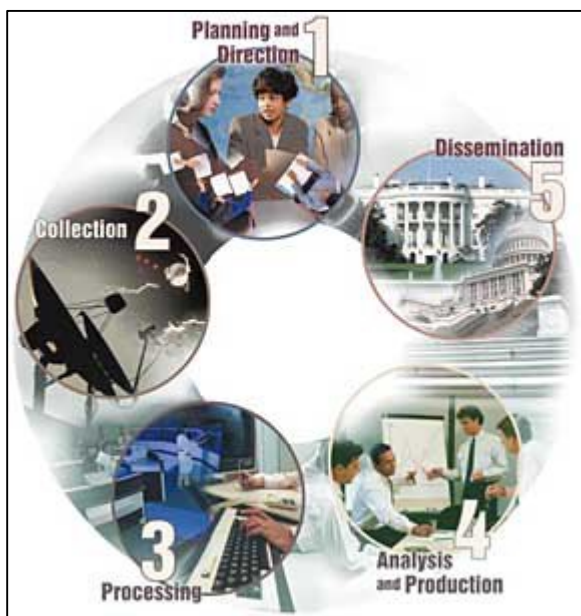 Planning and
Direction
1
Collection
2
Processing
3
Analysis
and Production
4
Dissemination
5